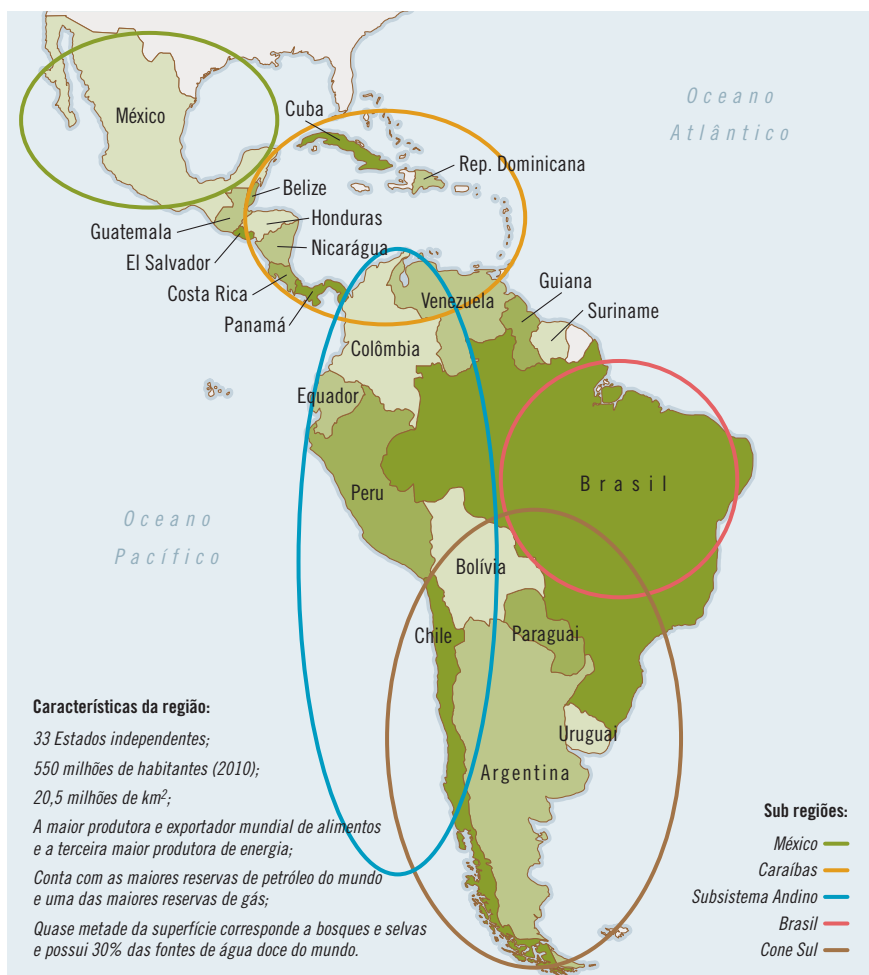 Oceano
Atlântico
México
Cuba
Rep. Dominicana
Belize
Guatemala
Honduras
El Salvador
Nicarágua
Costa Rica
Panamá
Venezuela
Guiana
Suriname
Colômbia
Equador
Brasil
Peru
Oceano
Pacífico
Bolívia
Chile
Paraguai
Uruguai
Argentina
Características da região:
33 Estados independentes;
550 milhões de habitantes (2010);
20,5 milhões de km²;
A maior produtora e exportador mundial de alimentos
e a terceira maior produtora de energia;
Conta com as maiores reservas de petróleo do mundo
e uma das maiores reservas de gás;
Quase metade da superfície corresponde a bosques e selvas
e possui 30% das fontes de água doce do mundo.
Sub regiões:
México
Caraíbas
Subsistema Andino
Brasil
Cone Sul